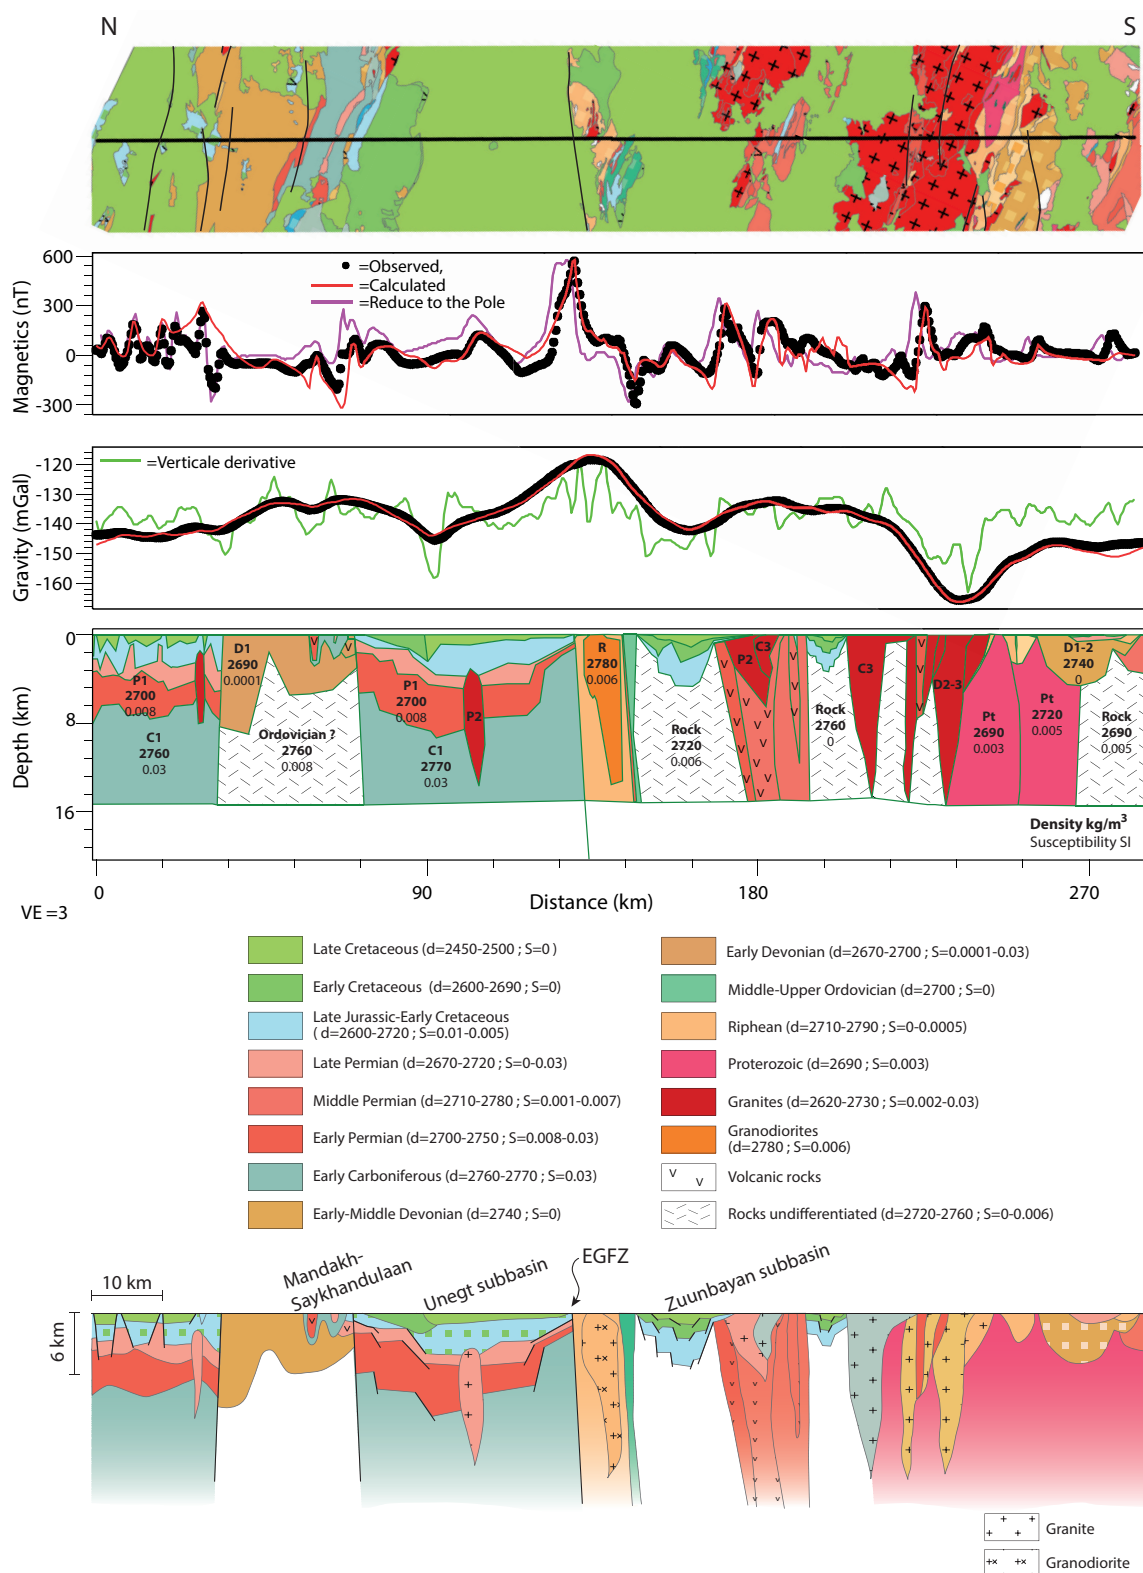 N
S
Magnetics (nT)
600
300
0
-300
=Observed,
=Calculated
=Reduce to the Pole
Gravity (mGal)
-120
-130
-140
-150
-160
=Verticale derivative
Depth (km)
0
8
16
P1
2700
0.008
C1
2760
0.03
D1
2690
0.0001
V
V
Ordovician ?
2760
0.008
P1
2700
0.008
P2
C1
2770
0.03
R
2780
0.006
Rock
2720
0.006
P2
C3
Rock
2760
0
C3
D2-3
Pt
2690
0.003
Pt
2720
0.005
D1-2
2740
0
Rock
2690
0.005
Density kg/m³
Susceptibility SI
0
90
180
270
Distance (km)
VE =3
Late Cretaceous (d=2450-2500 ; S=0 )
Early Cretaceous (d=2600-2690 ; S=0)
Late Jurassic-Early Cretaceous
( d=2600-2720 ; S=0.01-0.005)
Late Permian (d=2670-2720 ; S=0-0.03)
Middle Permian (d=2710-2780 ; S=0.001-0.007)
Early Permian (d=2700-2750 ; S=0.008-0.03)
Early Carboniferous (d=2760-2770 ; S=0.03)
Early-Middle Devonian (d=2740 ; S=0)
Early Devonian (d=2670-2700 ; S=0.0001-0.03)
Middle-Upper Ordovician (d=2700 ; S=0)
Riphean (d=2710-2790 ; S=0-0.0005)
Proterozoic (d=2690 ; S=0.003)
Granites (d=2620-2730 ; S=0.002-0.03)
Granodiorites
(d=2780 ; S=0.006)
V V
Volcanic rocks
Rocks undifferentiated (d=2720-2760 ; S=0-0.006)
10 km
6 km
Mandakh-
Saykhandulaan
Unegt subbasin
EGFZ
Zuunbayan subbasin
Granite
Granodiorite